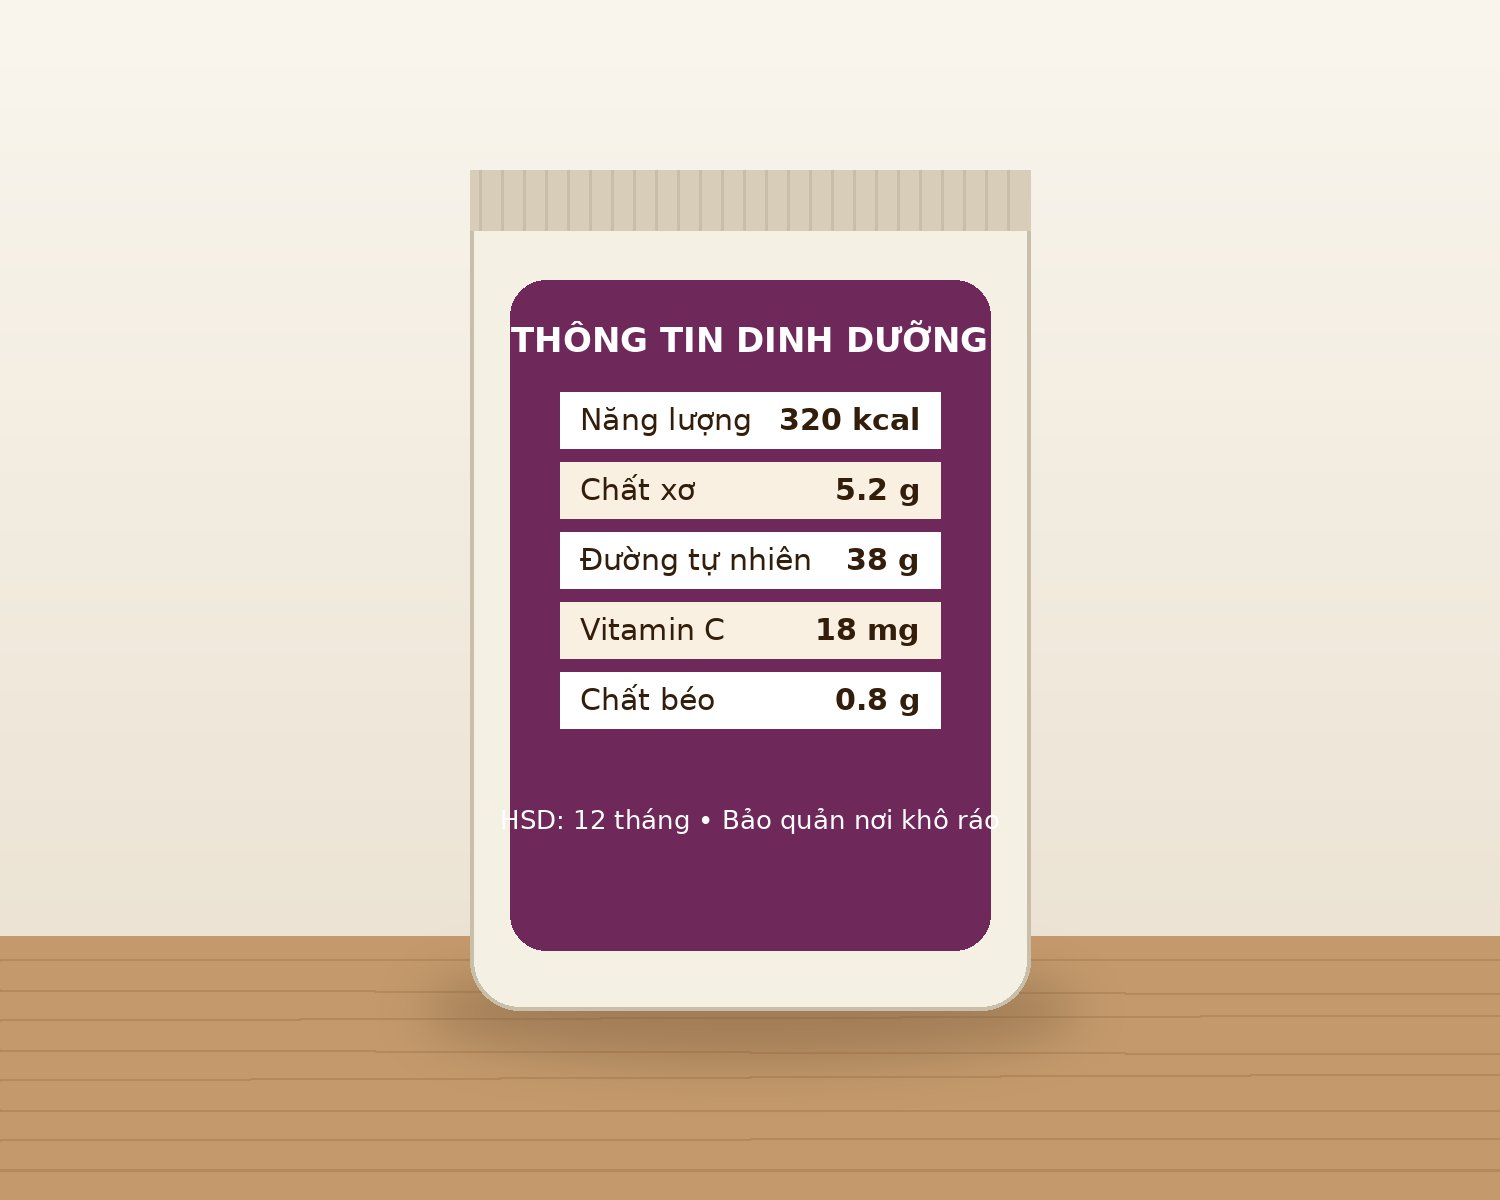 THÔNG TIN DINH DƯỠNG
Năng lượng 320 kcal
Chất xơ 5.2 g
Đường tự nhiên 38 g
Vitamin C 18 mg
Chất béo 0.8 g
HSD: 12 tháng • Bảo quản nơi khô ráo